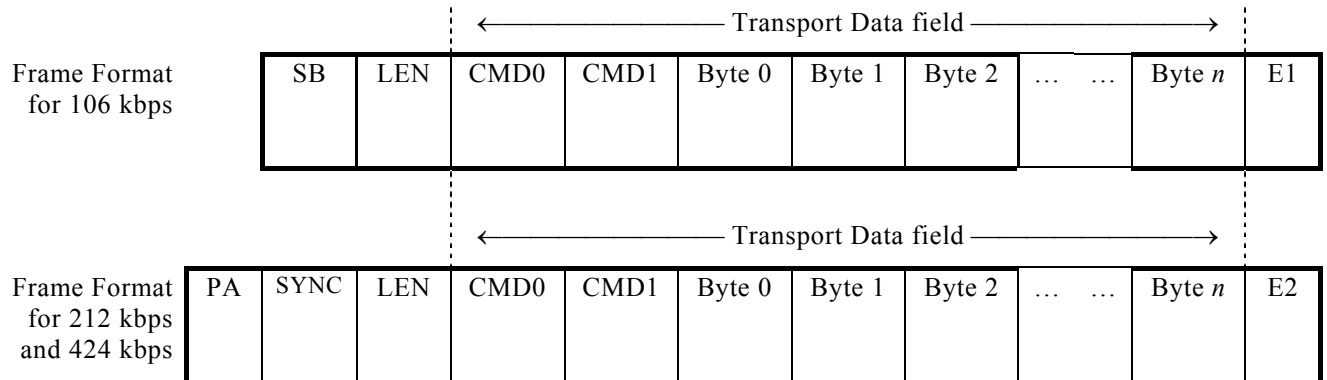 ← Transport Data field →
Frame Format for 106 kbps
SB LEN CMD0 CMD1 Byte 0 Byte 1 Byte 2 … … Byte n E1
← Transport Data field →
Frame Format for 212 kbps and 424 kbps
PA SYNC LEN CMD0 CMD1 Byte 0 Byte 1 Byte 2 … … Byte n E2